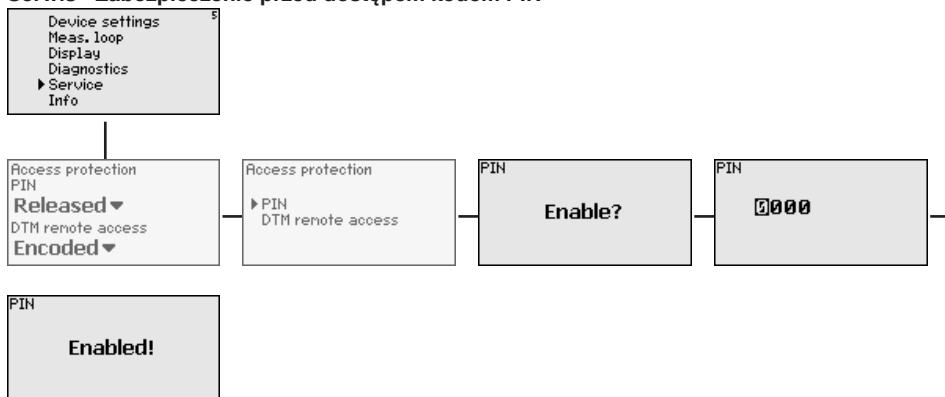 Serwis - Zabezpieczenie przed dostępem kodem PIN
Device settings
5
Meas. loop
Display
Diagnostics
Service
Info
Access protection
PIN
Released
DTM remote access
Encoded
Access protection
PIN
DTM remote access
PIN
Enable?
PIN
0000
PIN
Enabled!